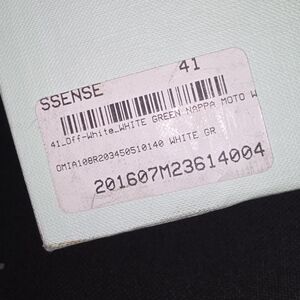 SSENSE 41
41_Off-White_WHITE GREEN NAPPA MOTO W
OMIA108R203450510140 WHITE GR
201607M23614004